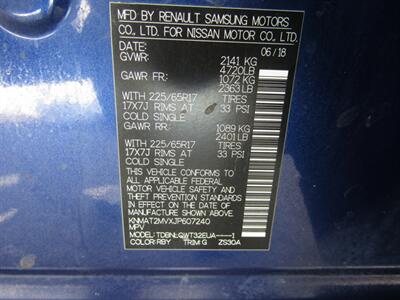 MFD BY RENAULT SAMSUNG MOTORS
CO., LTD. FOR NISSAN MOTOR CO., LTD.
DATE: 06/18
GVWR: 2141 KG
4720LB
GAWR FR: 1072 KG
2363 LB
WITH 225/65R17 TIRES
17X7J RIMS AT 33 PSI
COLD SINGLE
GAWR RR: 1089 KG
2401 LB
WITH 225/65R17 TIRES
17X7J RIMS AT 33 PSI
COLD SINGLE
THIS VEHICLE CONFORMS TO
ALL APPLICABLE FEDERAL
MOTOR VEHICLE SAFETY AND
THEFT PREVENTION STANDARDS
IN EFFECT ON THE DATE OF
MANUFACTURE SHOWN ABOVE.
KNMAT2MVXJP607240
MPV
MODEL: TDBNLQWT32EUA----1
COLOR: RBY TRIM: G ZS30A